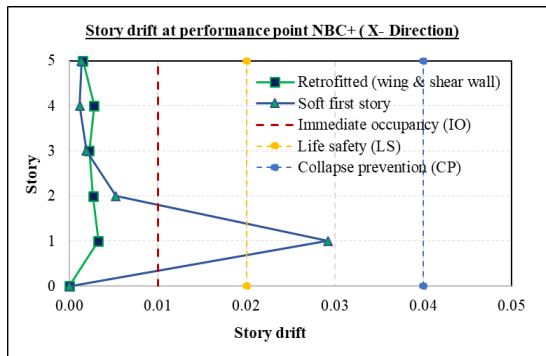 Story drift at performance point NBC+ ( X- Direction)
5
4
3
2
1
0
Story
Retrofitted (wing & shear wall)
Soft first story
Immediate occupancy (IO)
Life safety (LS)
Collapse prevention (CP)
0.00 0.01 0.02 0.03 0.04 0.05
Story drift